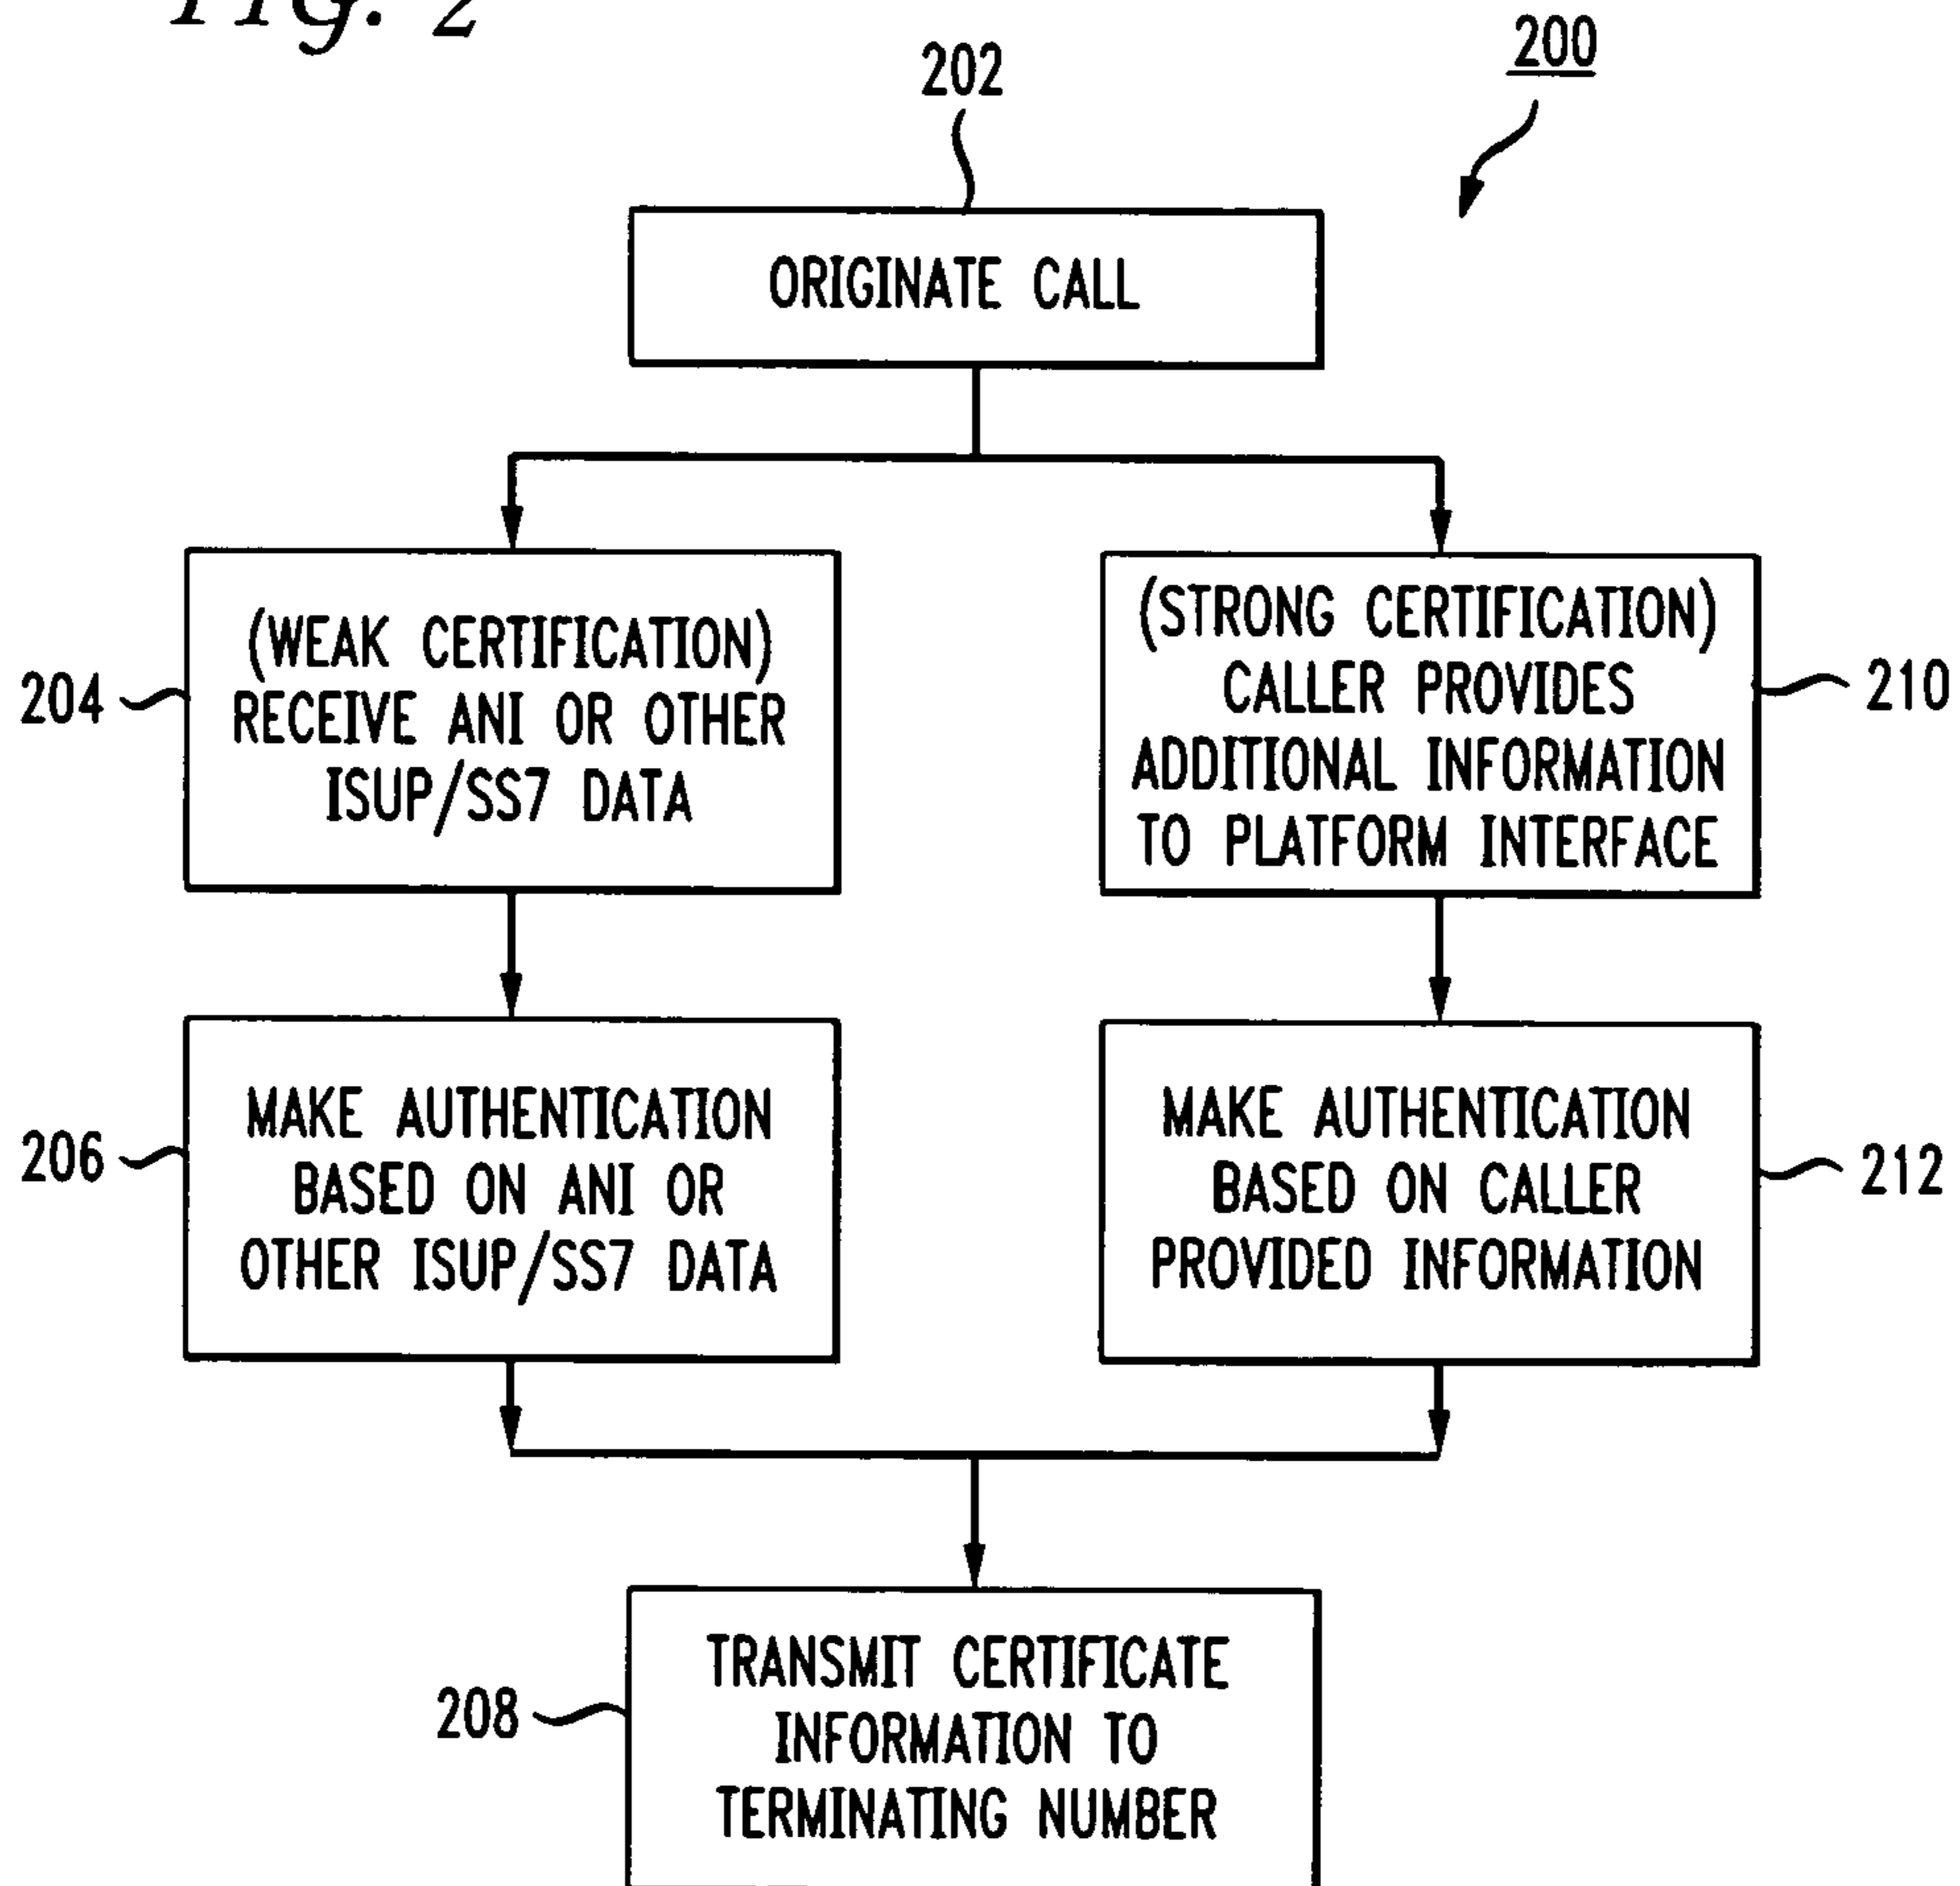 FIG. 2
200
202
ORIGINATE CALL
204
(WEAK CERTIFICATION)
RECEIVE ANI OR OTHER
ISUP/SS7 DATA
(STRONG CERTIFICATION)
CALLER PROVIDES
ADDITIONAL INFORMATION
TO PLATFORM INTERFACE
210
206
MAKE AUTHENTICATION
BASED ON ANI OR
OTHER ISUP/SS7 DATA
MAKE AUTHENTICATION
BASED ON CALLER
PROVIDED INFORMATION
212
208
TRANSMIT CERTIFICATE
INFORMATION TO
TERMINATING NUMBER